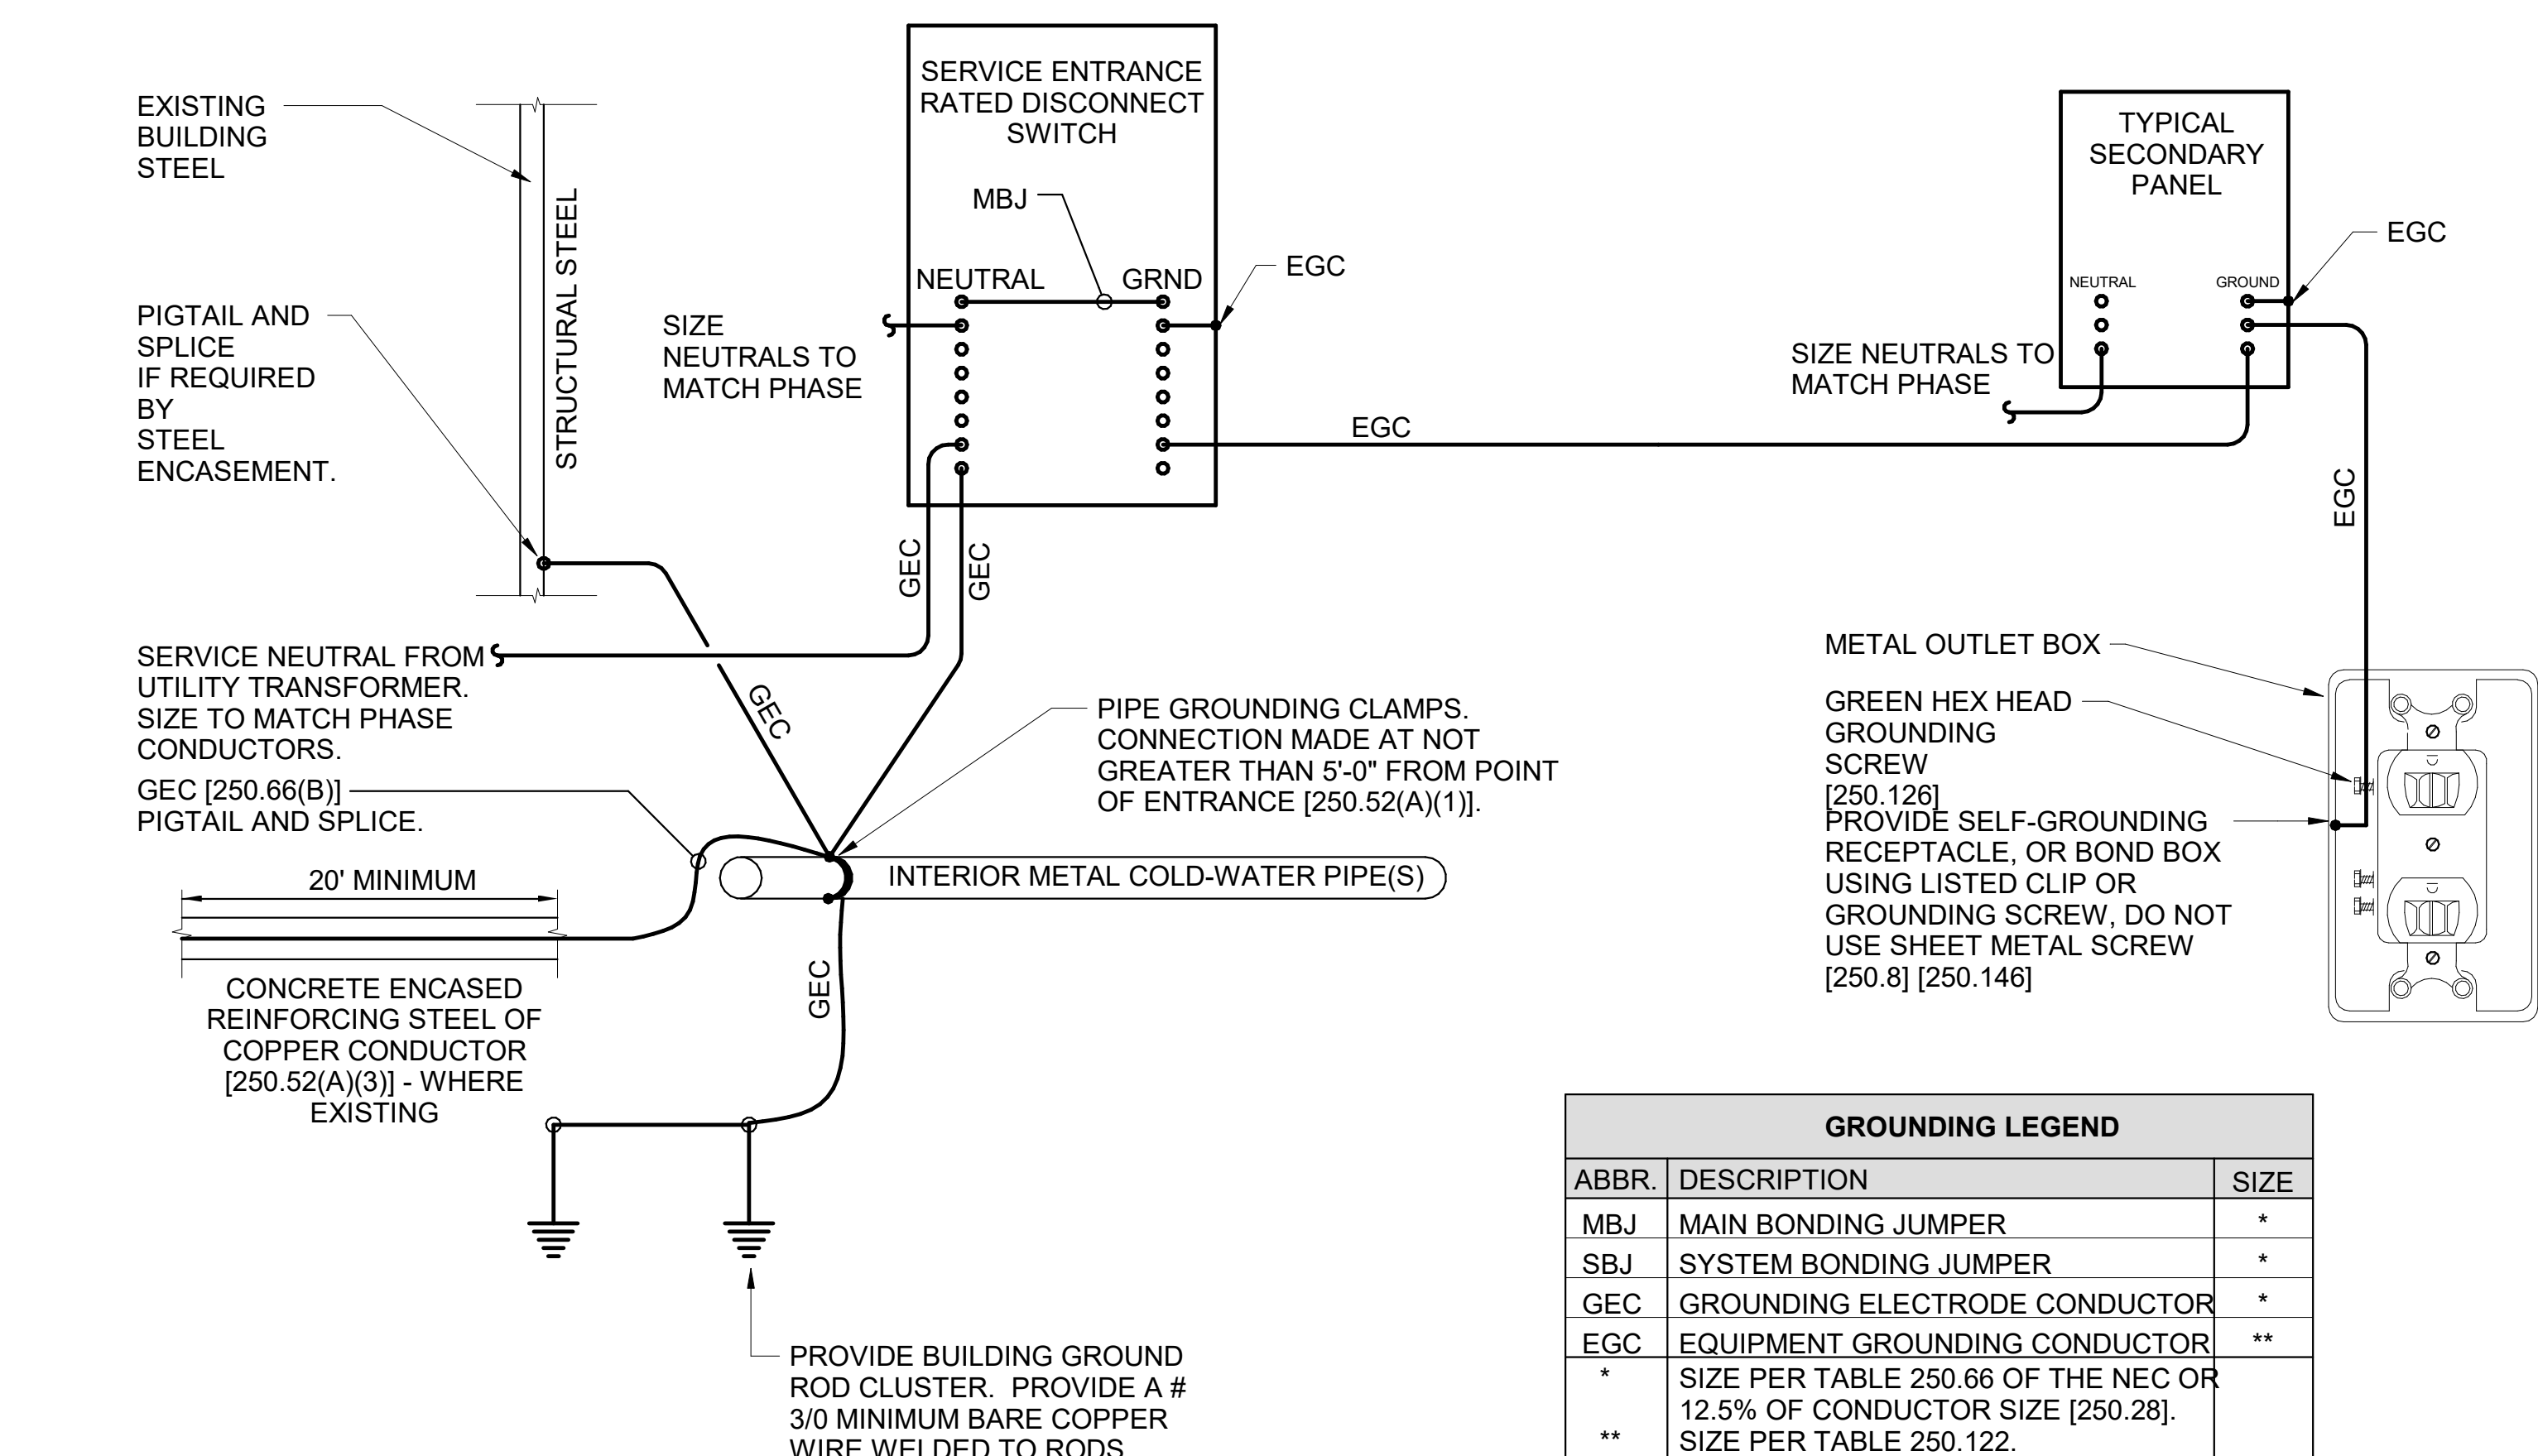 SERVICE ENTRANCE
RATED DISCONNECT
SWITCH
MBJ
NEUTRAL
GRND
EGC
EXISTING
BUILDING
STEEL
STRUCTURAL STEEL
PIGTAIL AND
SPLICE
IF REQUIRED
BY
STEEL
ENCASEMENT.
SIZE
NEUTRALS TO
MATCH PHASE
TYPICAL
SECONDARY
PANEL
NEUTRAL
GROUND
EGC
SIZE NEUTRALS TO
MATCH PHASE
EGC
EGC
GEC
GEC
SERVICE NEUTRAL FROM
UTILITY TRANSFORMER.
SIZE TO MATCH PHASE
CONDUCTORS.
GEC
GEC [250.66(B)]
PIGTAIL AND SPLICE.
PIPE GROUNDING CLAMPS.
CONNECTION MADE AT NOT
GREATER THAN 5'-0" FROM POINT
OF ENTRANCE [250.52(A)(1)].
INTERIOR METAL COLD-WATER PIPE(S)
20' MINIMUM
CONCRETE ENCASED
REINFORCING STEEL OF
COPPER CONDUCTOR
[250.52(A)(3)] - WHERE
EXISTING
GEC
METAL OUTLET BOX
GREEN HEX HEAD
GROUNDING
SCREW
[250.126]
PROVIDE SELF-GROUNDING
RECEPTACLE, OR BOND BOX
USING LISTED CLIP OR
GROUNDING SCREW, DO NOT
USE SHEET METAL SCREW
[250.8] [250.146]
PROVIDE BUILDING GROUND
ROD CLUSTER. PROVIDE A #
3/0 MINIMUM BARE COPPER
WIRE WELDED TO RODS
GROUNDING LEGEND
ABBR. DESCRIPTION SIZE
MBJ MAIN BONDING JUMPER *
SBJ SYSTEM BONDING JUMPER *
GEC GROUNDING ELECTRODE CONDUCTOR *
EGC EQUIPMENT GROUNDING CONDUCTOR **
* SIZE PER TABLE 250.66 OF THE NEC OR
12.5% OF CONDUCTOR SIZE [250.28].
** SIZE PER TABLE 250.122.